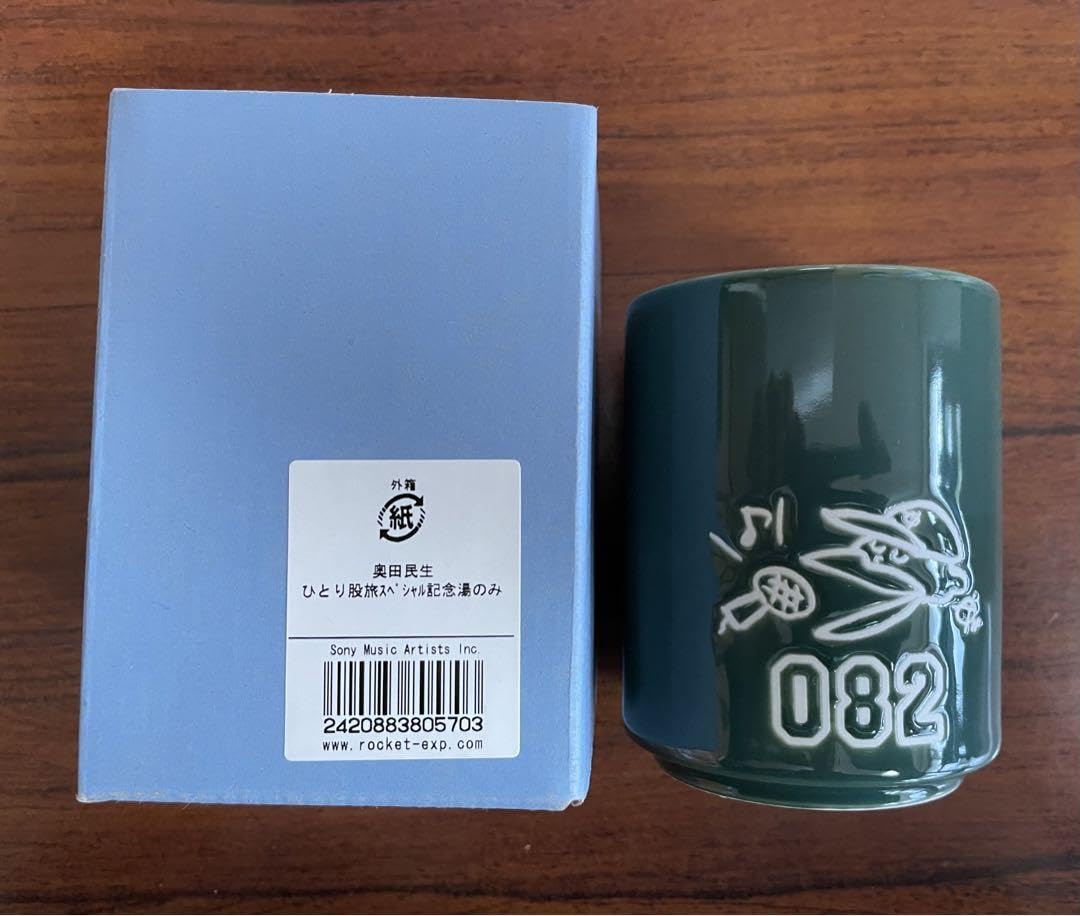 外箱
紙
奥田民生
ひとり股旅ｽﾍﾟｼｬﾙ記念湯のみ
Sony Music Artists Inc.
2420883805703
www.rocket-exp.com
082